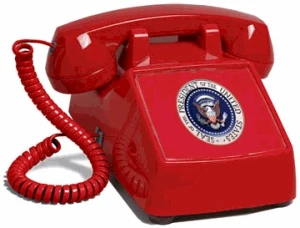 SEAL OF THE PRESIDENT OF THE UNITED STATES